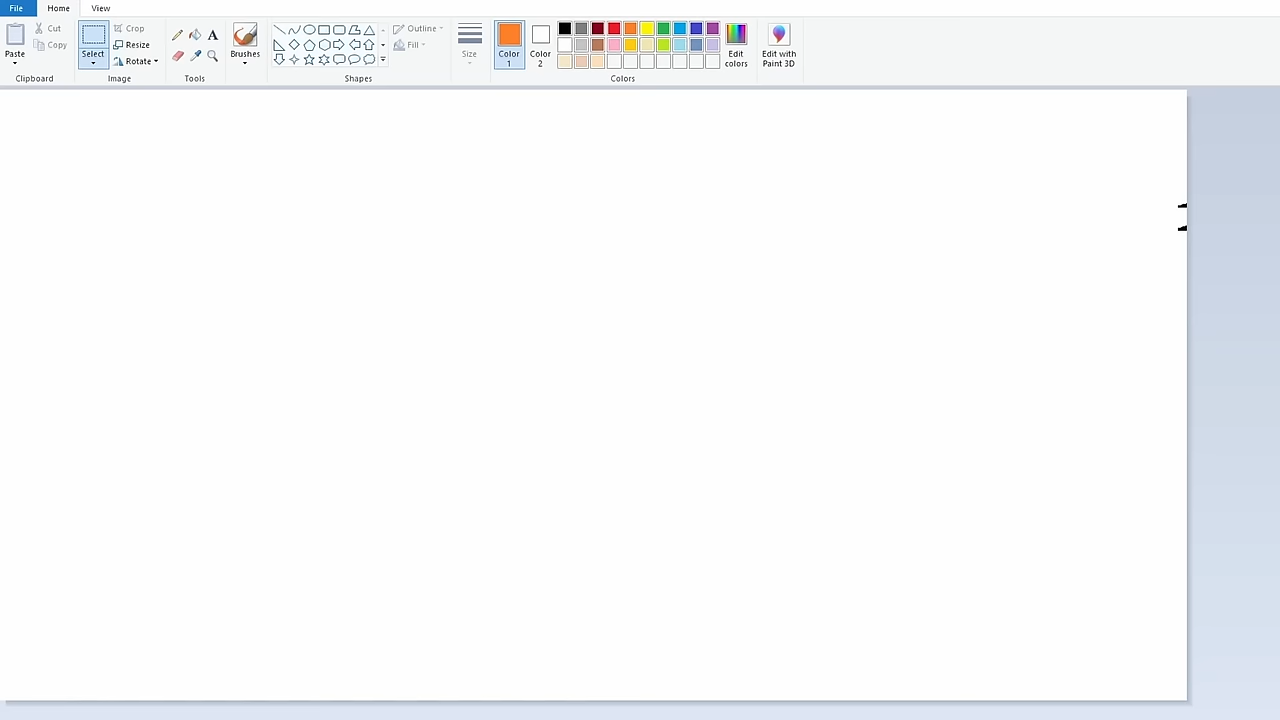 File Home View
Paste Cut Copy Clipboard
Select Crop Resize Rotate Image
A Tools
Brushes
Outline Fill Shapes
Size
Color 1 Color 2 Edit colors Colors
Edit with Paint 3D